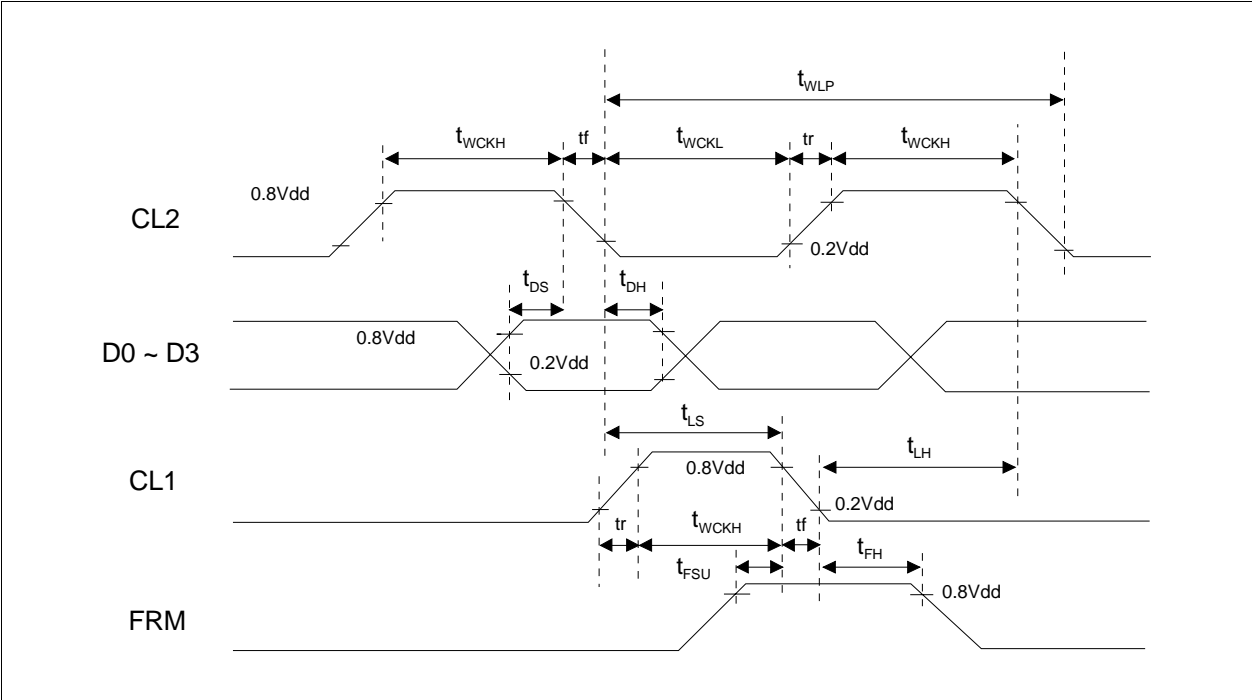 tWLP
tWCKH tf tWCKL tr tWCKH
0.8Vdd
CL2
0.2Vdd
tDS tDH
0.8Vdd
D0 ~ D3
0.2Vdd
tLS
tLH
CL1
0.8Vdd
0.2Vdd
tr tWCKH tf
tFSU tFH
0.8Vdd
FRM